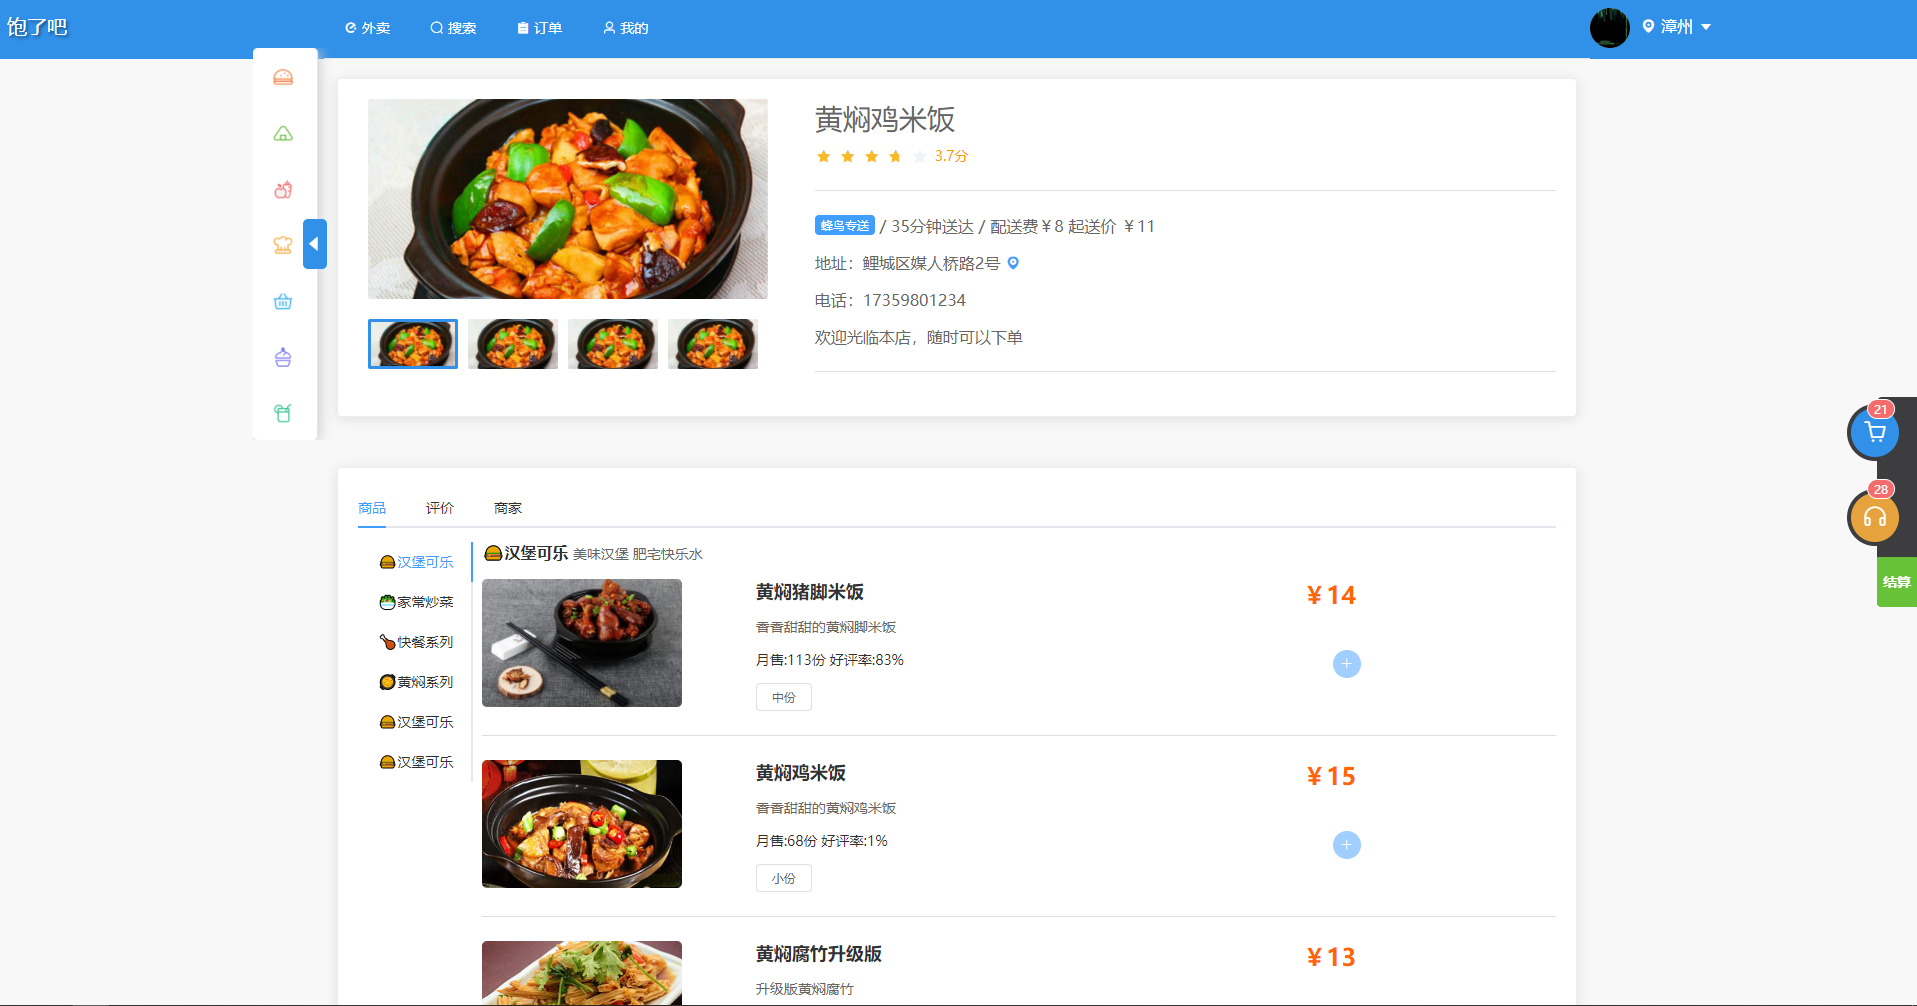 饱了吧
外卖 搜索 订单 我的
漳州
黄焖鸡米饭
3.7分
蜂鸟专送 / 35分钟送达 / 配送费￥8 起送价 ￥11
地址：鲤城区媒人桥路2号
电话：17359801234
欢迎光临本店，随时可以下单
21
28
结算
商品 评价 商家
汉堡可乐
家常炒菜
快餐系列
黄焖系列
汉堡可乐
汉堡可乐
汉堡可乐 美味汉堡 肥宅快乐水
黄焖猪脚米饭
￥14
香香甜甜的黄焖脚米饭
月售:113份 好评率:83%
中份
黄焖鸡米饭
￥15
香香甜甜的黄焖鸡米饭
月售:68份 好评率:1%
小份
黄焖腐竹升级版
￥13
升级版黄焖腐竹